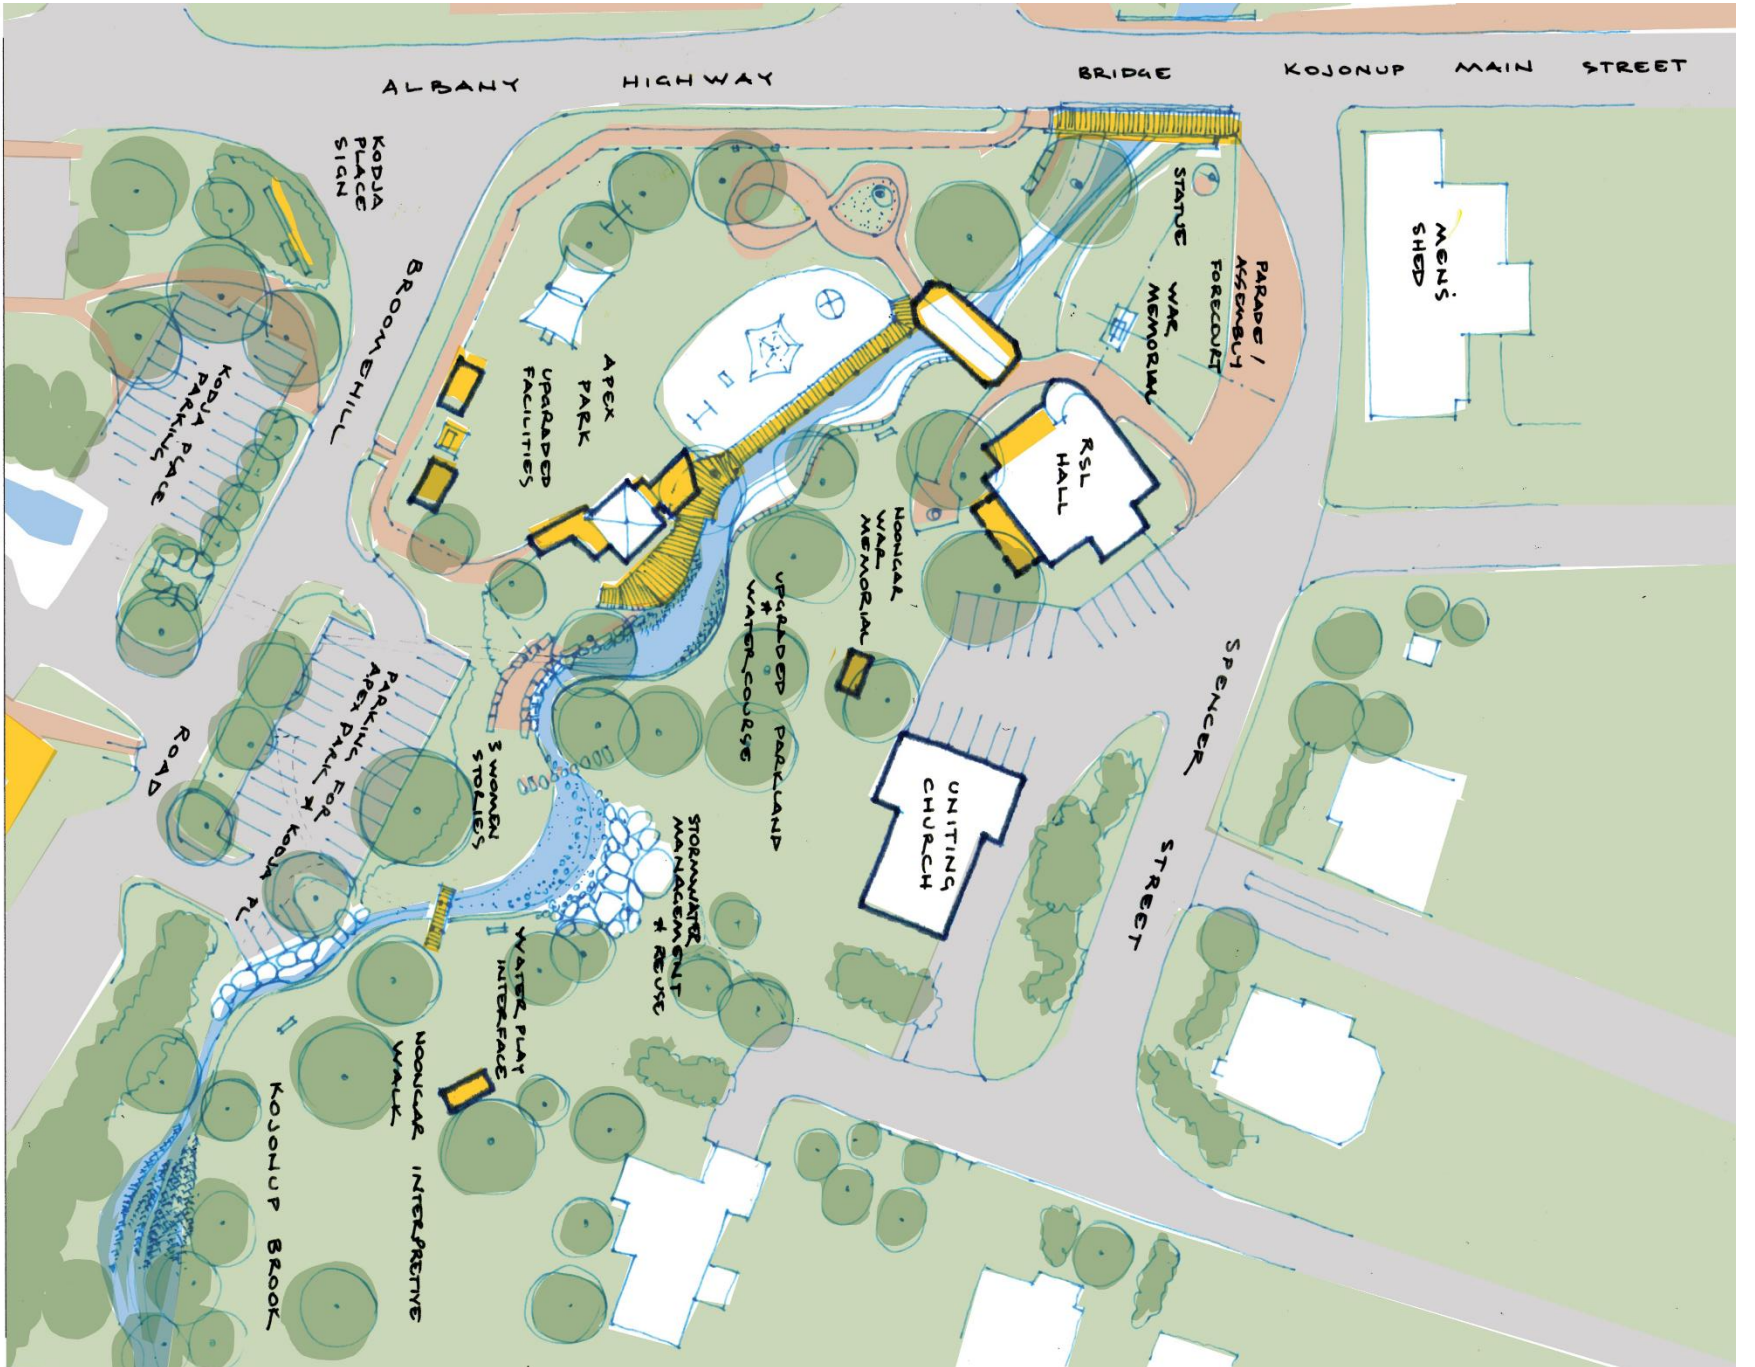 ALBANY HIGHWAY
BRIDGE
KOJONUP MAIN STREET
KODJA
PLACE
SIGN
BROOMEHILL
ROAD
STATUE
WAR
MEMORIAL
PARADE /
ASSEMBLY
FORECOURT
MEN'S
SHED
KODJA PLACE
PARKING
APEX
PARK
UPGRADED
FACILITIES
RSL
HALL
NOONGAR
WAR
MEMORIAL
UPGRADED PARKLAND
&
WATERCOURSE
PARKING FOR
APEX PARK & KODJA PL
3 WOMEN
STORIES
UNITING
CHURCH
SPENCER
STREET
STORMWATER
MANAGEMENT
& REUSE
WATER PLAY
INTERFACE
NOONGAR INTERPRETIVE
WALK
KOJONUP BROOK